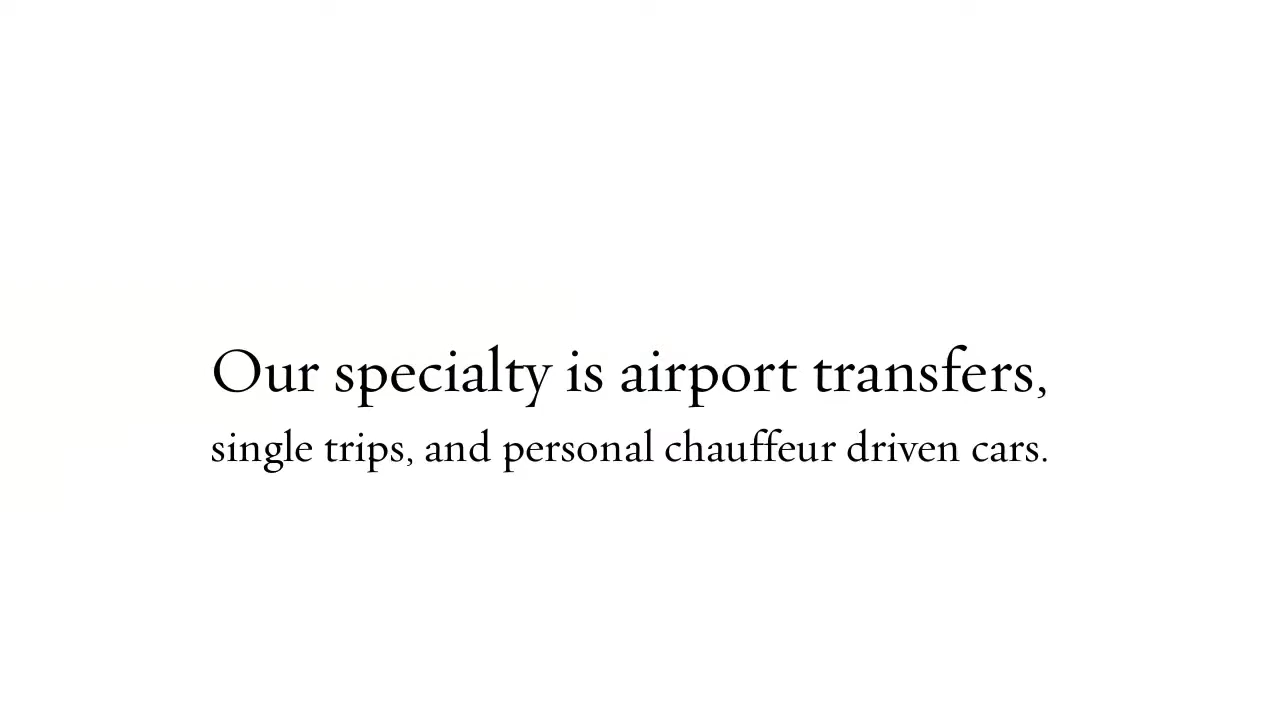 Our specialty is airport transfers,
single trips, and personal chauffeur driven cars.